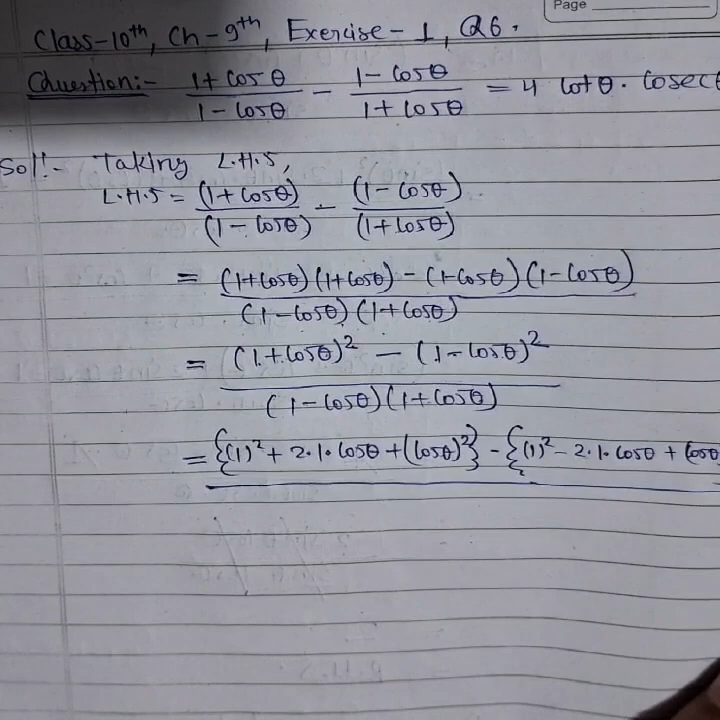 Page
Class-10th, Ch-9th, Exercise-1, Q6.
Question:- (1+Cosθ)/(1-Cosθ) - (1-Cosθ)/(1+Cosθ) = 4 Cotθ. Cosecθ
Sol!- Taking L.H.S,
L.H.S = (1+Cosθ)/(1-Cosθ) - (1-Cosθ)/(1+Cosθ)
= (1+Cosθ)(1+Cosθ)-(1-Cosθ)(1-Cosθ)/(1-Cosθ)(1+Cosθ)
= (1+Cosθ)² - (1-Cosθ)²/(1-Cosθ)(1+Cosθ)
= {(1)²+2·1·Cosθ+(Cosθ)²} - {(1)²-2·1·Cosθ+(Cosθ